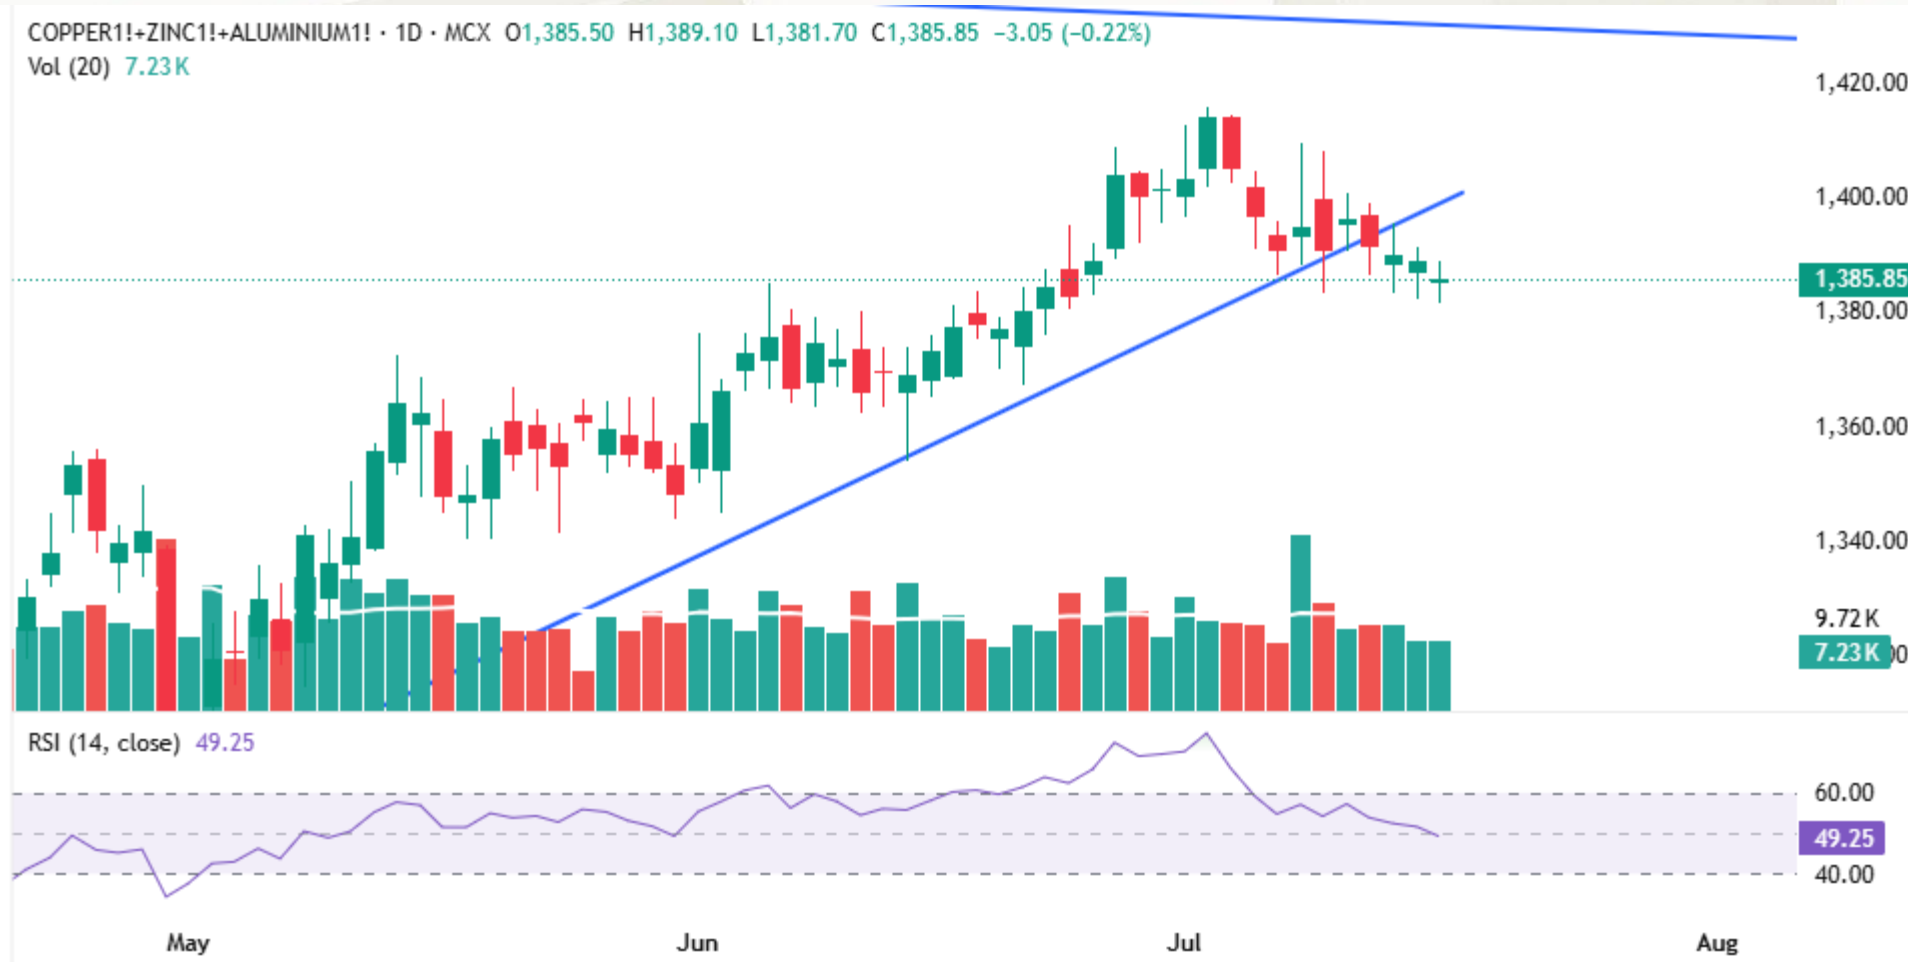 COPPER1!+ZINC1!+ALUMINIUM1! · 1D · MCX O1,385.50 H1,389.10 L1,381.70 C1,385.85 −3.05 (−0.22%)
Vol (20) 7.23 K
1,420.00
1,400.00
1,385.85
1,380.00
1,360.00
1,340.00
9.72 K
7.23 K
RSI (14, close) 49.25
60.00
49.25
40.00
May Jun Jul Aug